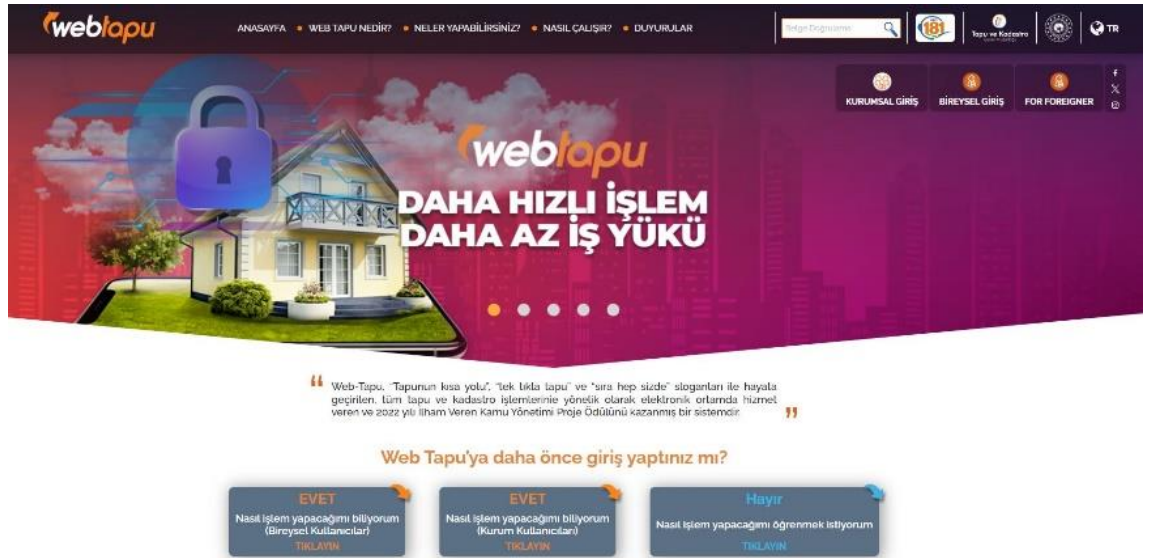 webtapu
ANASAYFA • WEB TAPU NEDİR? • NELER YAPABİLİRSİNİZ? • NASIL ÇALIŞIR? • DUYURULAR
181
Tapu ve Kadastro
TR
KURUMSAL GİRİŞ
BİREYSEL GİRİŞ
FOR FOREIGNER
webtapu
DAHA HIZLI İŞLEM
DAHA AZ İŞ YÜKÜ
“ Web-Tapu, “Tapunun kısa yolu”, “tek tıkla tapu” ve “sıra hep sizde” sloganları ile hayata
geçirilen, tüm tapu ve kadastro işlemlerinie yönelik olarak elektronik ortamda hizmet
veren ve 2022 yılı İlham Veren Kamu Yönetimi Proje Ödülünü kazanmış bir sistemdir. ”
Web Tapu'ya daha önce giriş yaptınız mı?
EVET
Nasıl işlem yapacağımı biliyorum
(Bireysel Kullanıcılar)
TIKLAYIN
EVET
Nasıl işlem yapacağımı biliyorum
(Kurum Kullanıcıları)
TIKLAYIN
Hayır
Nasıl işlem yapacağımı öğrenmek istiyorum
TIKLAYIN